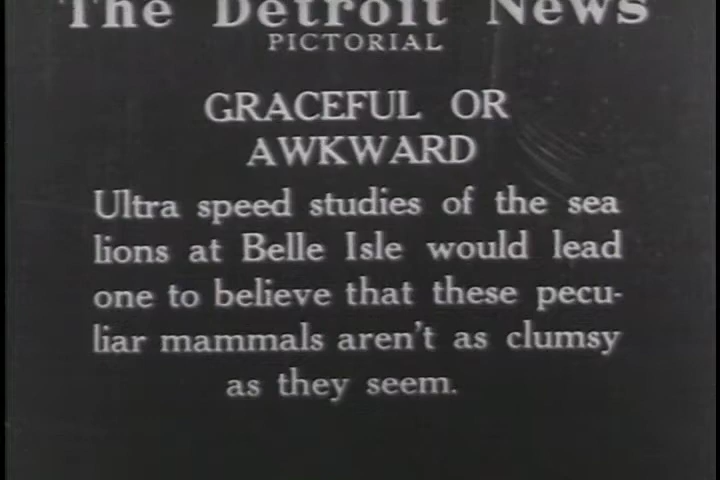 The Detroit News
PICTORIAL
GRACEFUL OR
AWKWARD
Ultra speed studies of the sea
lions at Belle Isle would lead
one to believe that these pecu-
liar mammals aren't as clumsy
as they seem.